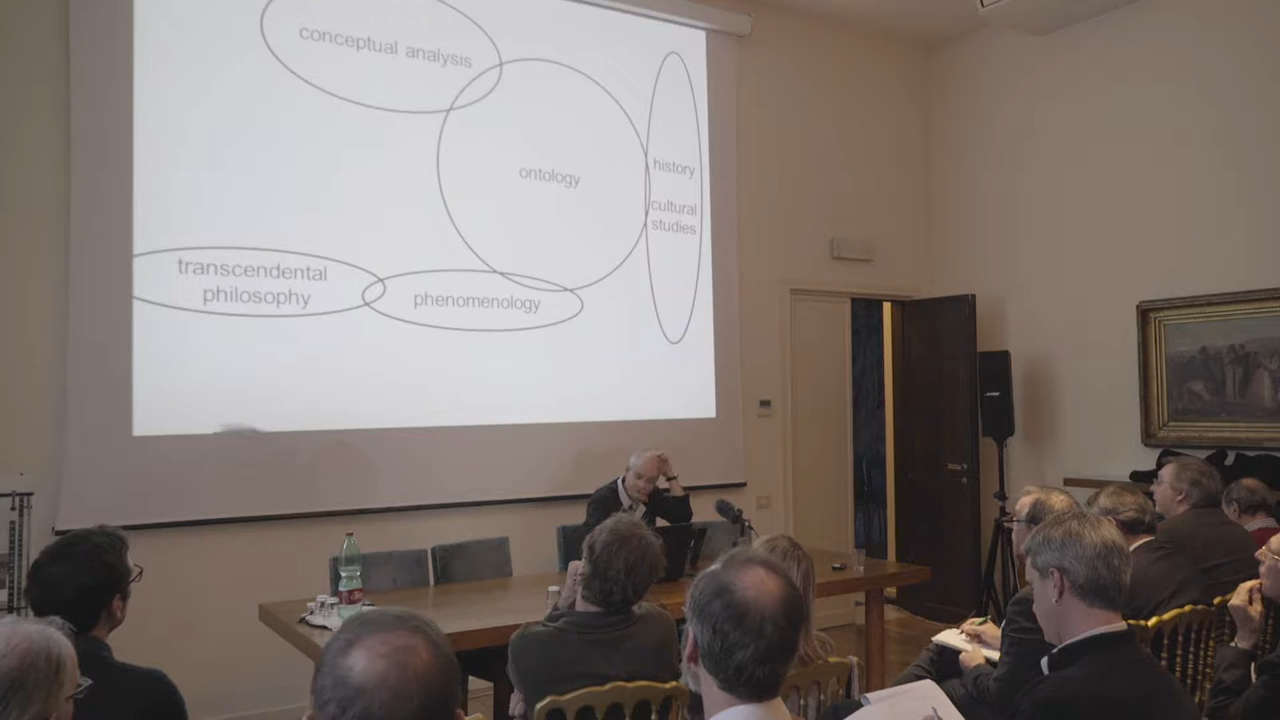 conceptual analysis
ontology
history
cultural
studies
transcendental
philosophy
phenomenology